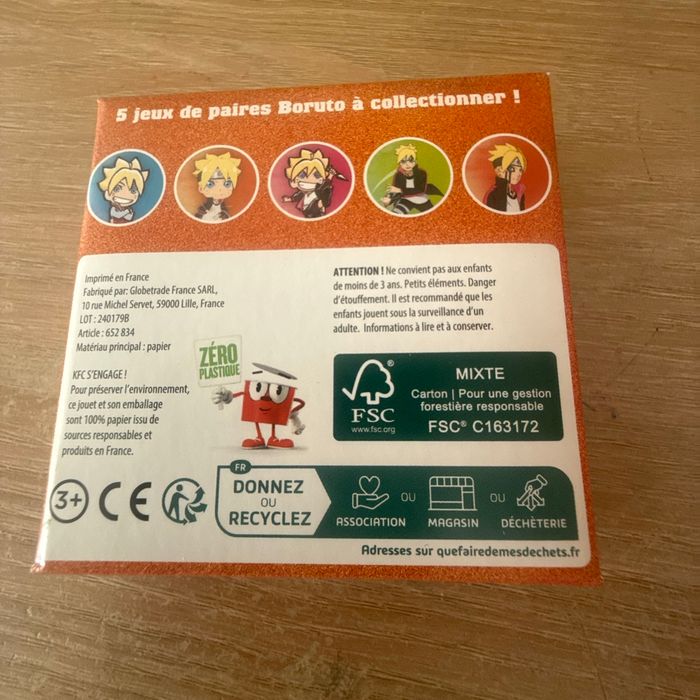 5 jeux de paires Boruto à collectionner !
Imprimé en France
Fabriqué par: Globetrade France SARL,
10 rue Michel Servet, 59000 Lille, France
LOT : 240179B
Article : 652 834
Matériau principal : papier
KFC S'ENGAGE !
Pour préserver l'environnement,
ce jouet et son emballage
sont 100% papier issu de
sources responsables et
produits en France.
ATTENTION ! Ne convient pas aux enfants
de moins de 3 ans. Petits éléments. Danger
d'étouffement. Il est recommandé que les
enfants jouent sous la surveillance d'un
adulte. Informations à lire et à conserver.
ZÉRO
PLASTIQUE
FSC
www.fsc.org
MIXTE
Carton | Pour une gestion
forestière responsable
FSC® C163172
3+
CE
FR
DONNEZ
OU
RECYCLEZ
ASSOCIATION
OU
MAGASIN
OU
DÉCHÈTERIE
Adresses sur quefairedemesdechets.fr